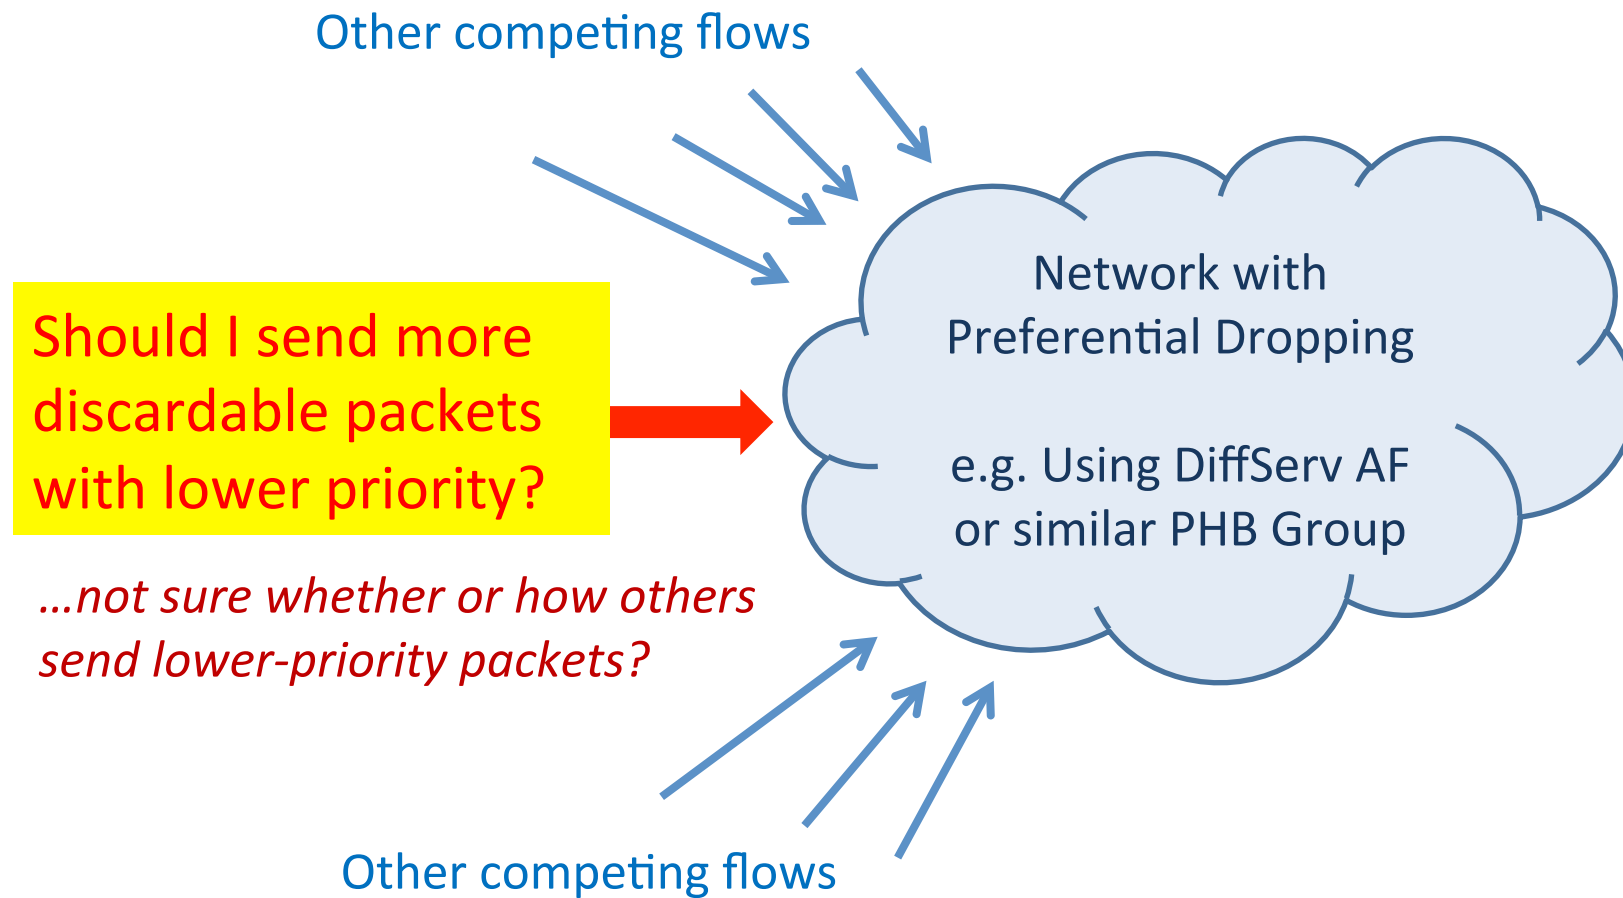 Other competing flows
Network with
Preferential Dropping
e.g. Using DiffServ AF
or similar PHB Group
Should I send more
discardable packets
with lower priority?
...not sure whether or how others
send lower-priority packets?
Other competing flows